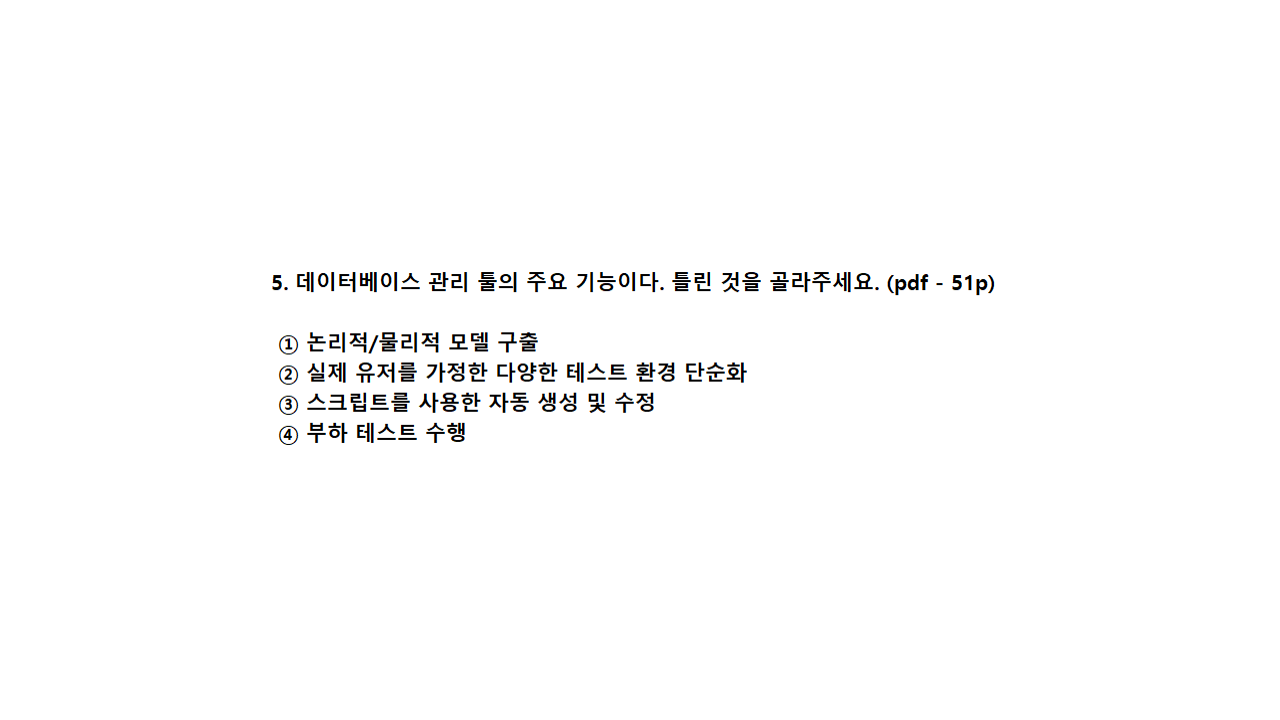 5. 데이터베이스 관리 툴의 주요 기능이다. 틀린 것을 골라주세요. (pdf - 51p)
① 논리적/물리적 모델 구출
② 실제 유저를 가정한 다양한 테스트 환경 단순화
③ 스크립트를 사용한 자동 생성 및 수정
④ 부하 테스트 수행